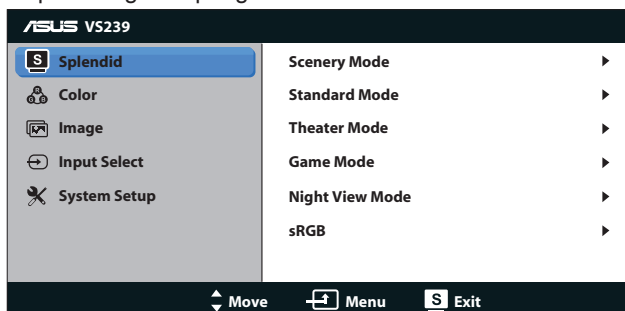 ASUS VS239
S Splendid
Color
Image
Input Select
System Setup
Scenery Mode
Standard Mode
Theater Mode
Game Mode
Night View Mode
sRGB
Move Menu S Exit